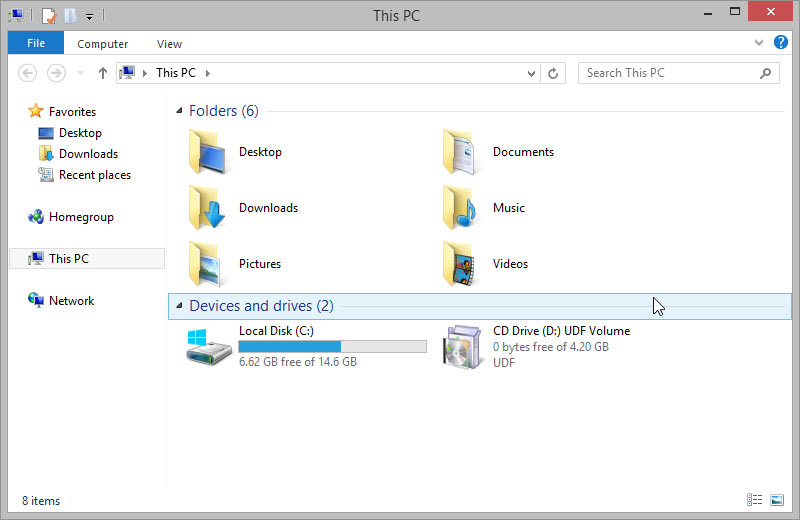 This PC
File Computer View
This PC Search This PC
Favorites
Desktop
Downloads
Recent places
Homegroup
This PC
Network
Folders (6)
Desktop Documents
Downloads Music
Pictures Videos
Devices and drives (2)
Local Disk (C:)
6.62 GB free of 14.6 GB
CD Drive (D:) UDF Volume
0 bytes free of 4.20 GB
UDF
8 items